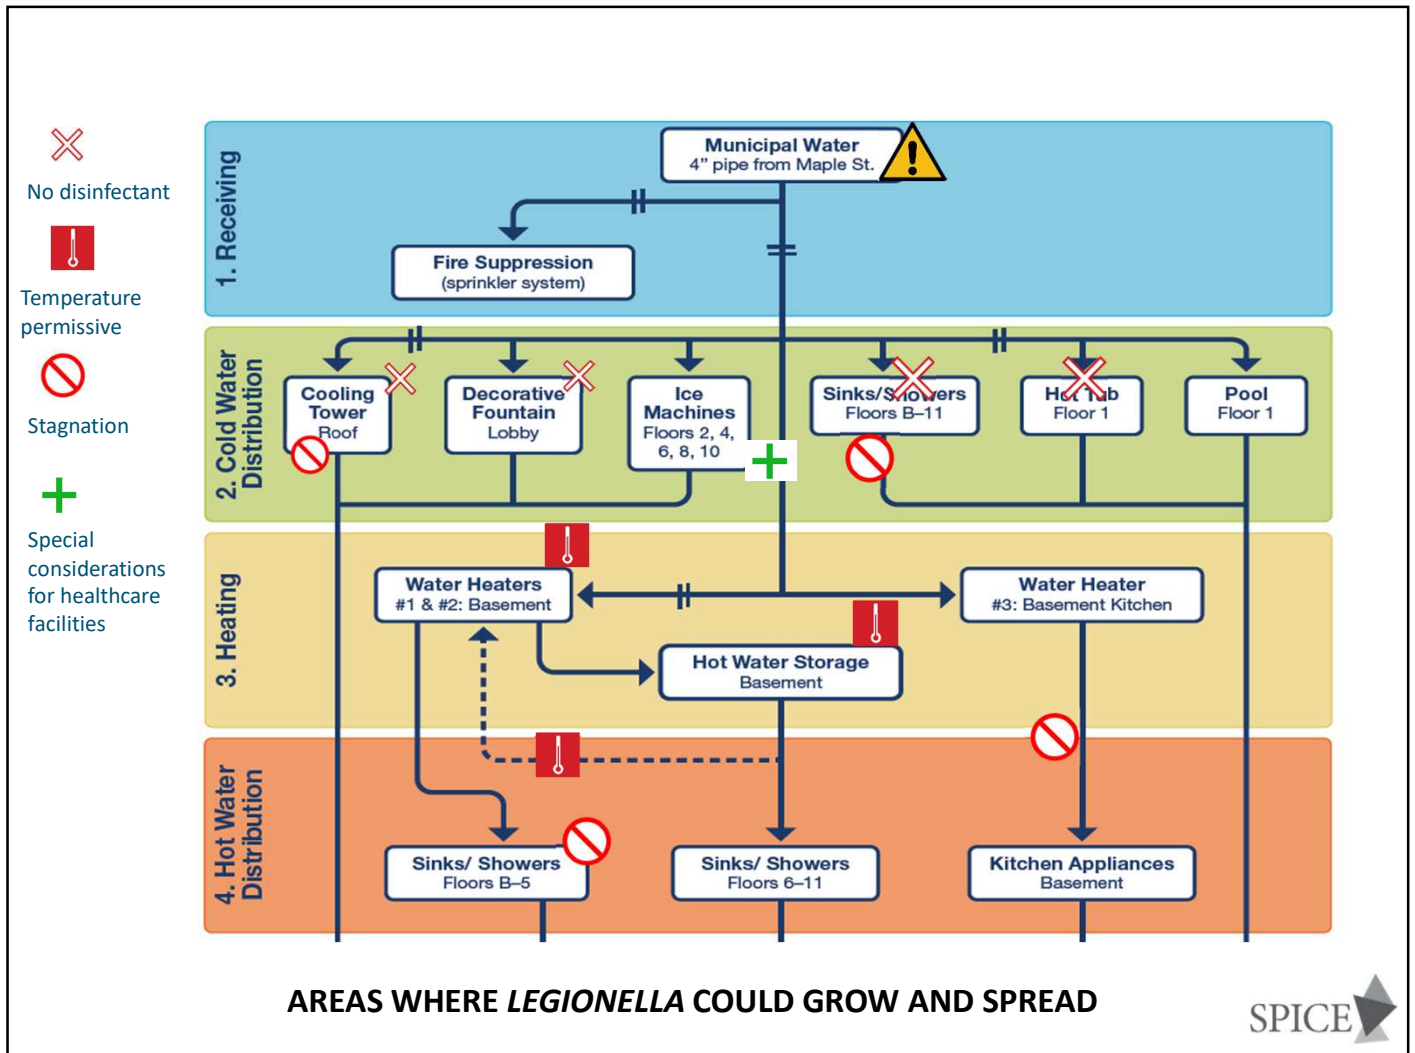 No disinfectant
Temperature
permissive
Stagnation
Special
considerations
for healthcare
facilities
1. Receiving
Municipal Water
4” pipe from Maple St.
Fire Suppression
(sprinkler system)
2. Cold Water
Distribution
Cooling
Tower
Roof
Decorative
Fountain
Lobby
Ice
Machines
Floors 2, 4,
6, 8, 10
Sinks/Showers
Floors B–11
Hot Tub
Floor 1
Pool
Floor 1
3. Heating
Water Heaters
#1 & #2: Basement
Water Heater
#3: Basement Kitchen
Hot Water Storage
Basement
4. Hot Water
Distribution
Sinks/ Showers
Floors B–5
Sinks/ Showers
Floors 6–11
Kitchen Appliances
Basement
AREAS WHERE LEGIONELLA COULD GROW AND SPREAD
SPICE